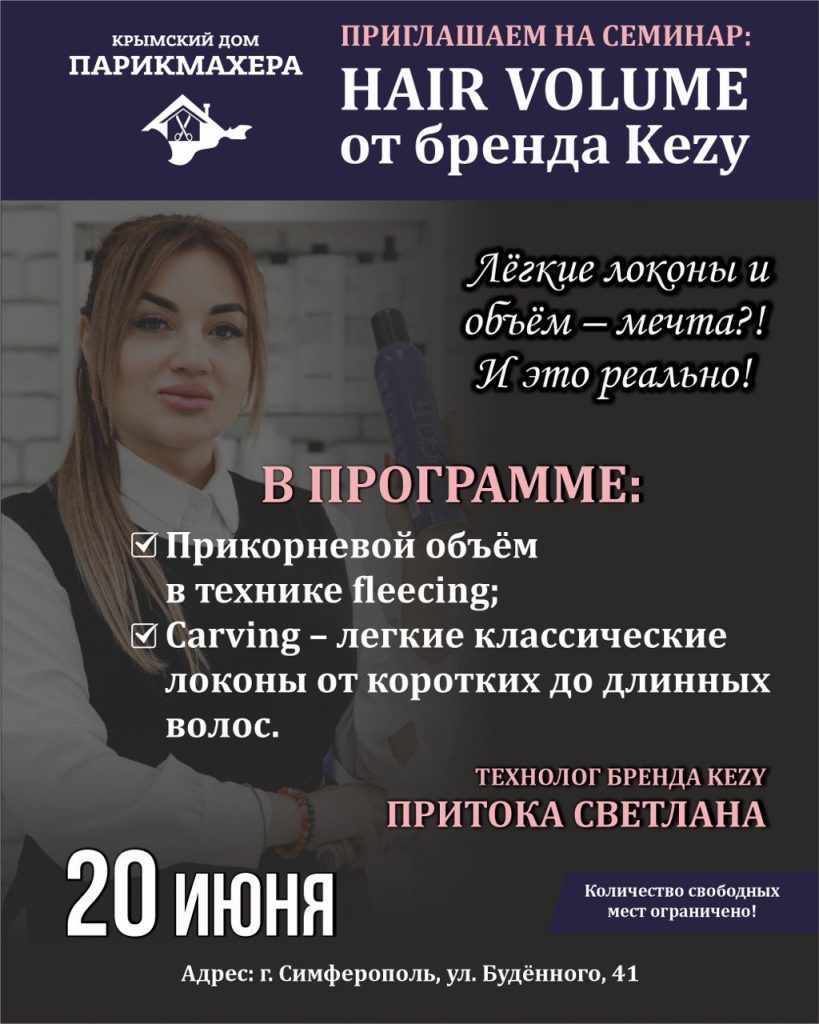 КРЫМСКИЙ ДОМ
ПАРИКМАХЕРА
ПРИГЛАШАЕМ НА СЕМИНАР:
HAIR VOLUME
от бренда Kezy
Лёгкие локоны и
объём – мечта?!
И это реально!
В ПРОГРАММЕ:
Прикорневой объём
в технике fleecing;
Carving – легкие классические
локоны от коротких до длинных
волос.
ТЕХНОЛОГ БРЕНДА KEZY
ПРИТОКА СВЕТЛАНА
20 ИЮНЯ
Количество свободных
мест ограничено!
Адрес: г. Симферополь, ул. Будённого, 41